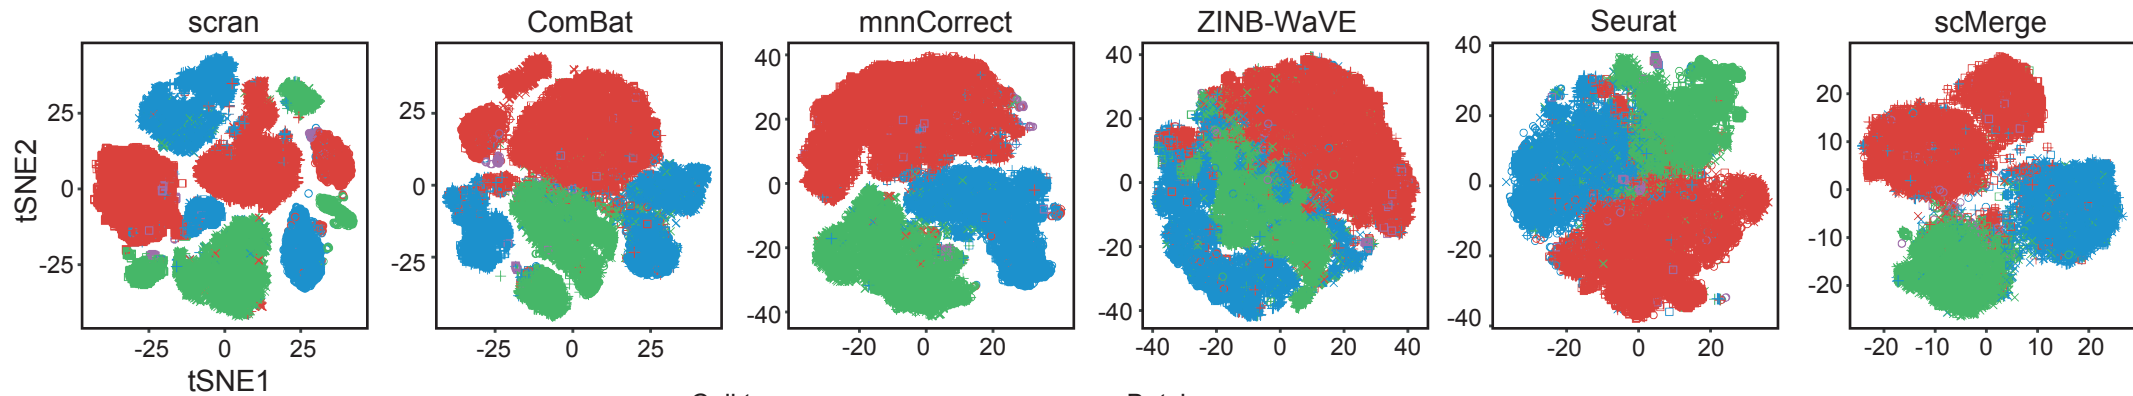 scran ComBat mnnCorrect ZINB-WaVE Seurat scMerge
25 0 -25
25 0 -25
40 20 0 -20 -40
40 20 0 -20 -40
40 20 0 -20 -40
20 10 0 -10 -20
tSNE2
-25 0 25
-25 0 25
-20 0 20
-40 -20 0 20 40
-20 0 20
-20 -10 0 10 20
tSNE1